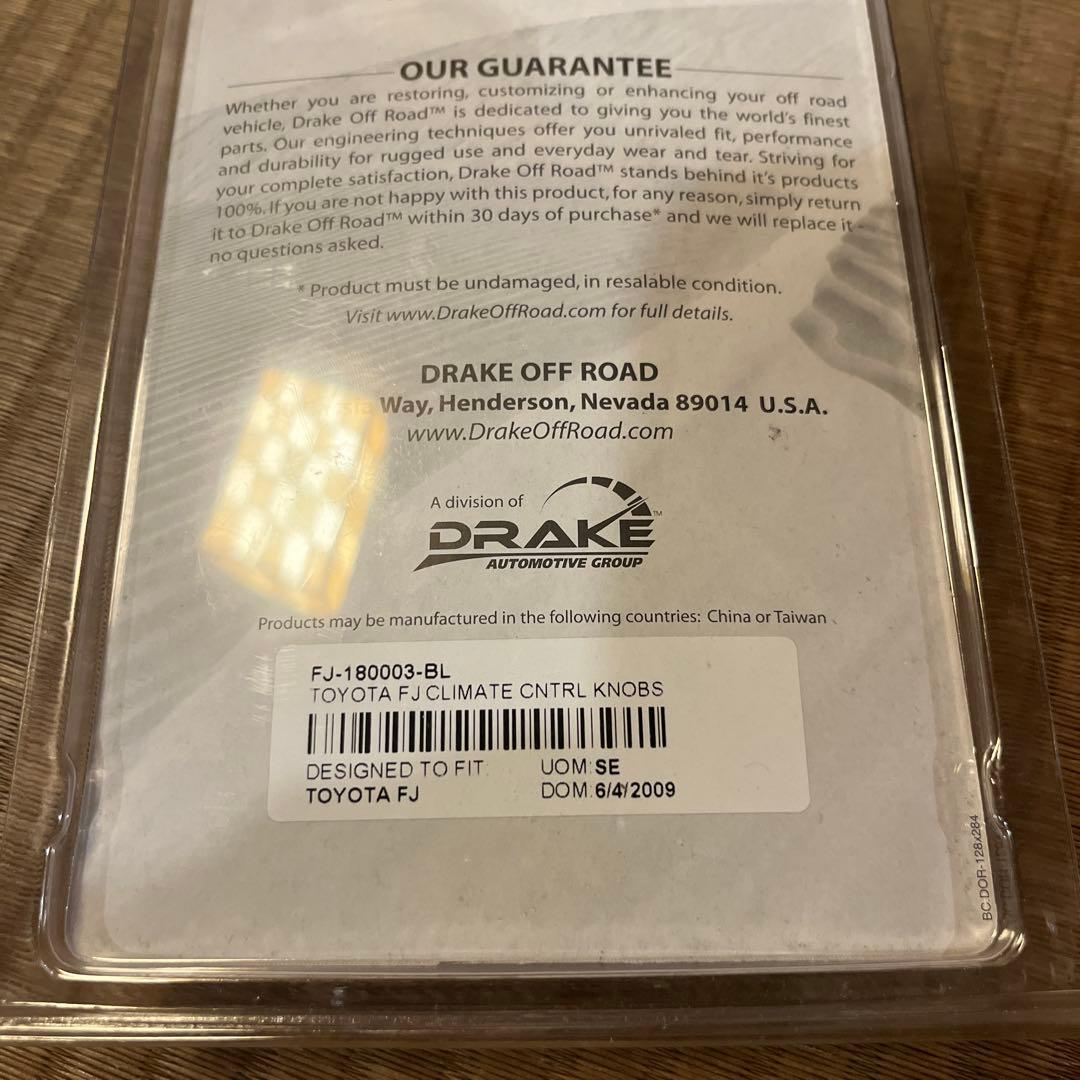 OUR GUARANTEE
Whether you are restoring, customizing or enhancing your off road
vehicle, Drake Off Road™ is dedicated to giving you the world's finest
parts. Our engineering techniques offer you unrivaled fit, performance
and durability for rugged use and everyday wear and tear. Striving for
your complete satisfaction, Drake Off Road™ stands behind it's products
100%. If you are not happy with this product, for any reason, simply return
it to Drake Off Road™ within 30 days of purchase* and we will replace it -
no questions asked.
* Product must be undamaged, in resalable condition.
Visit www.DrakeOffRoad.com for full details.
DRAKE OFF ROAD
Way, Henderson, Nevada 89014 U.S.A.
www.DrakeOffRoad.com
A division of
DRAKE™
AUTOMOTIVE GROUP
Products may be manufactured in the following countries: China or Taiwan
FJ-180003-BL
TOYOTA FJ CLIMATE CNTRL KNOBS
DESIGNED TO FIT: UOM: SE
TOYOTA FJ DOM: 6/4/2009
BC.DOR-128x284